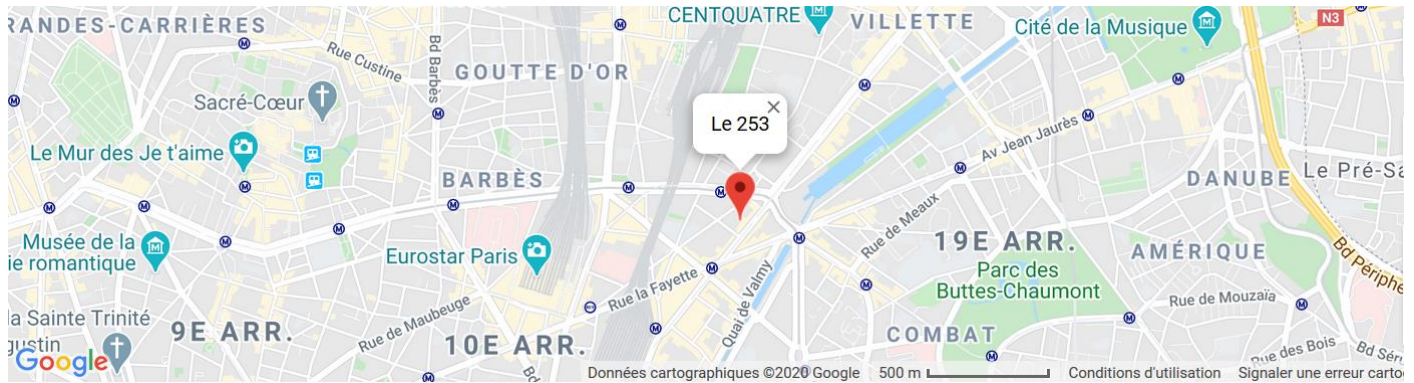 RANDES-CARRIÈRES
CENTQUATRE
VILLETTE
Cité de la Musique
N3
Rue Custine
Bd Barbès
GOUTTE D'OR
Sacré-Cœur
Le 253
Le Mur des Je t'aime
Av Jean Jaurès
BARBÈS
DANUBE
Le Pré-Sa
Musée de la
ie romantique
Eurostar Paris
Rue de Meaux
19E ARR.
AMÉRIQUE
Bd Périphé
Parc des
Buttes-Chaumont
Rue la Fayette
Quai de Valmy
Rue de Mouzaïa
la Sainte Trinité
gustin
9E ARR.
Rue de Maubeuge
10E ARR.
COMBAT
Rue des Bois
Bd Séru
Google
Données cartographiques ©2020 Google
500 m
Conditions d'utilisation
Signaler une erreur carto